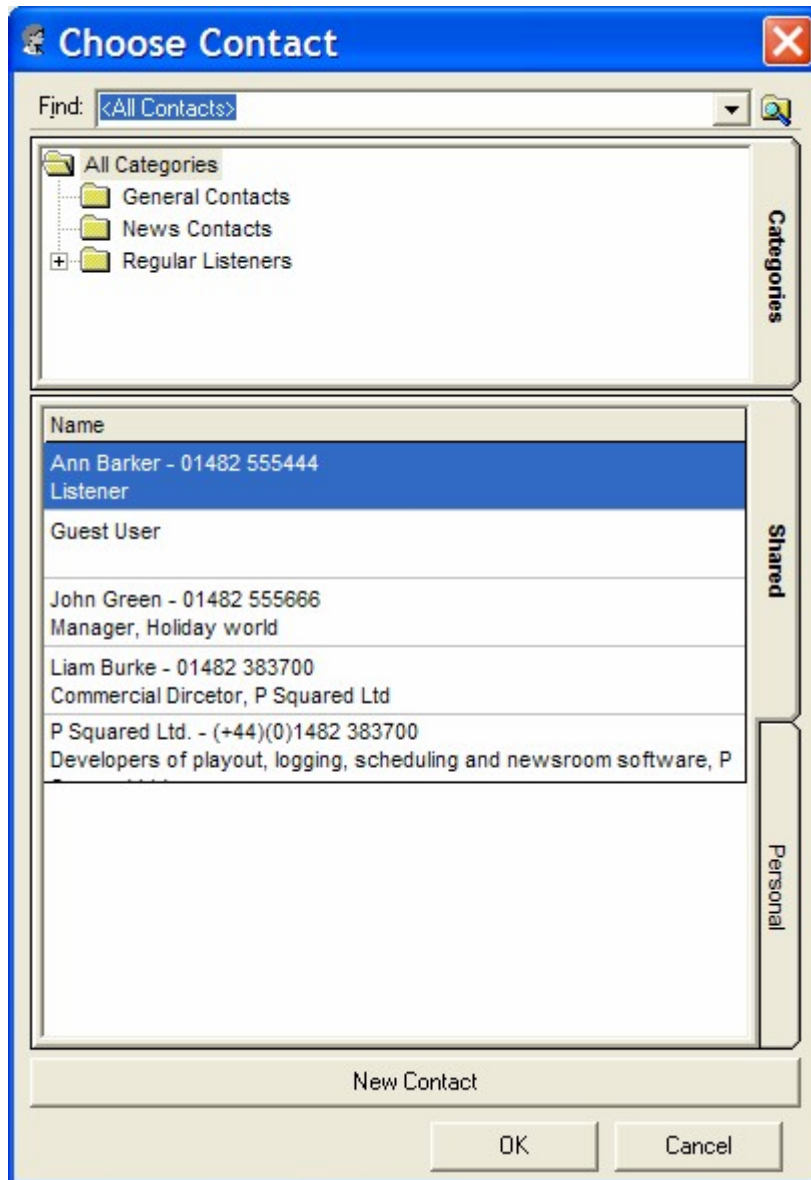 Choose Contact
Find: <All Contacts>
All Categories
General Contacts
News Contacts
Regular Listeners
Categories
Name
Ann Barker - 01482 555444
Listener
Guest User
John Green - 01482 555666
Manager, Holiday world
Liam Burke - 01482 383700
Commercial Dircetor, P Squared Ltd
P Squared Ltd. - (+44)(0)1482 383700
Developers of playout, logging, scheduling and newsroom software, P
Shared
Personal
New Contact
OK
Cancel